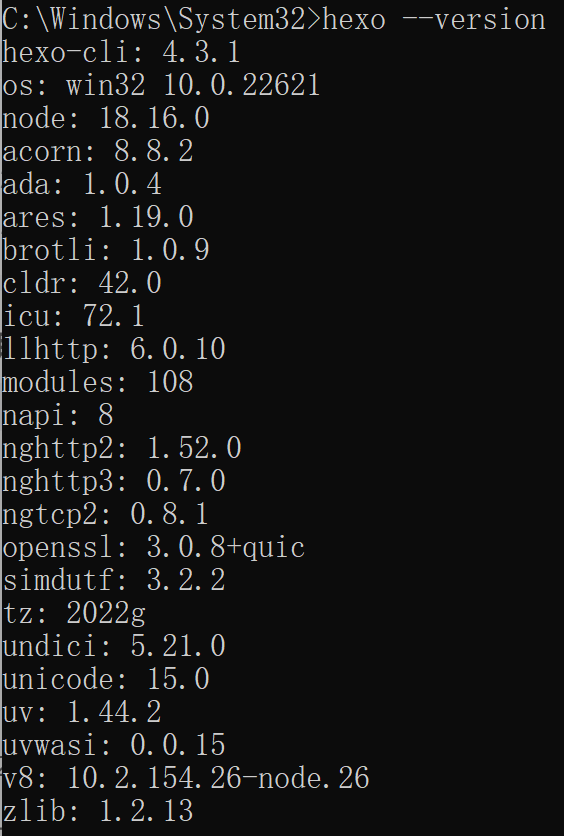 C:\Windows\System32>hexo --version
hexo-cli: 4.3.1
os: win32 10.0.22621
node: 18.16.0
acorn: 8.8.2
ada: 1.0.4
ares: 1.19.0
brotli: 1.0.9
cldr: 42.0
icu: 72.1
llhttp: 6.0.10
modules: 108
napi: 8
nghttp2: 1.52.0
nghttp3: 0.7.0
ngtcp2: 0.8.1
openssl: 3.0.8+quic
simdutf: 3.2.2
tz: 2022g
undici: 5.21.0
unicode: 15.0
uv: 1.44.2
uvwasi: 0.0.15
v8: 10.2.154.26-node.26
zlib: 1.2.13